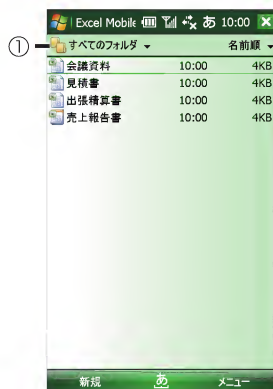 Excel Mobile あ 10:00
① すべてのフォルダ 名前順
会議資料 10:00 4KB
見積書 10:00 4KB
出張精算書 10:00 4KB
売上報告書 10:00 4KB
新規 あ メニュー